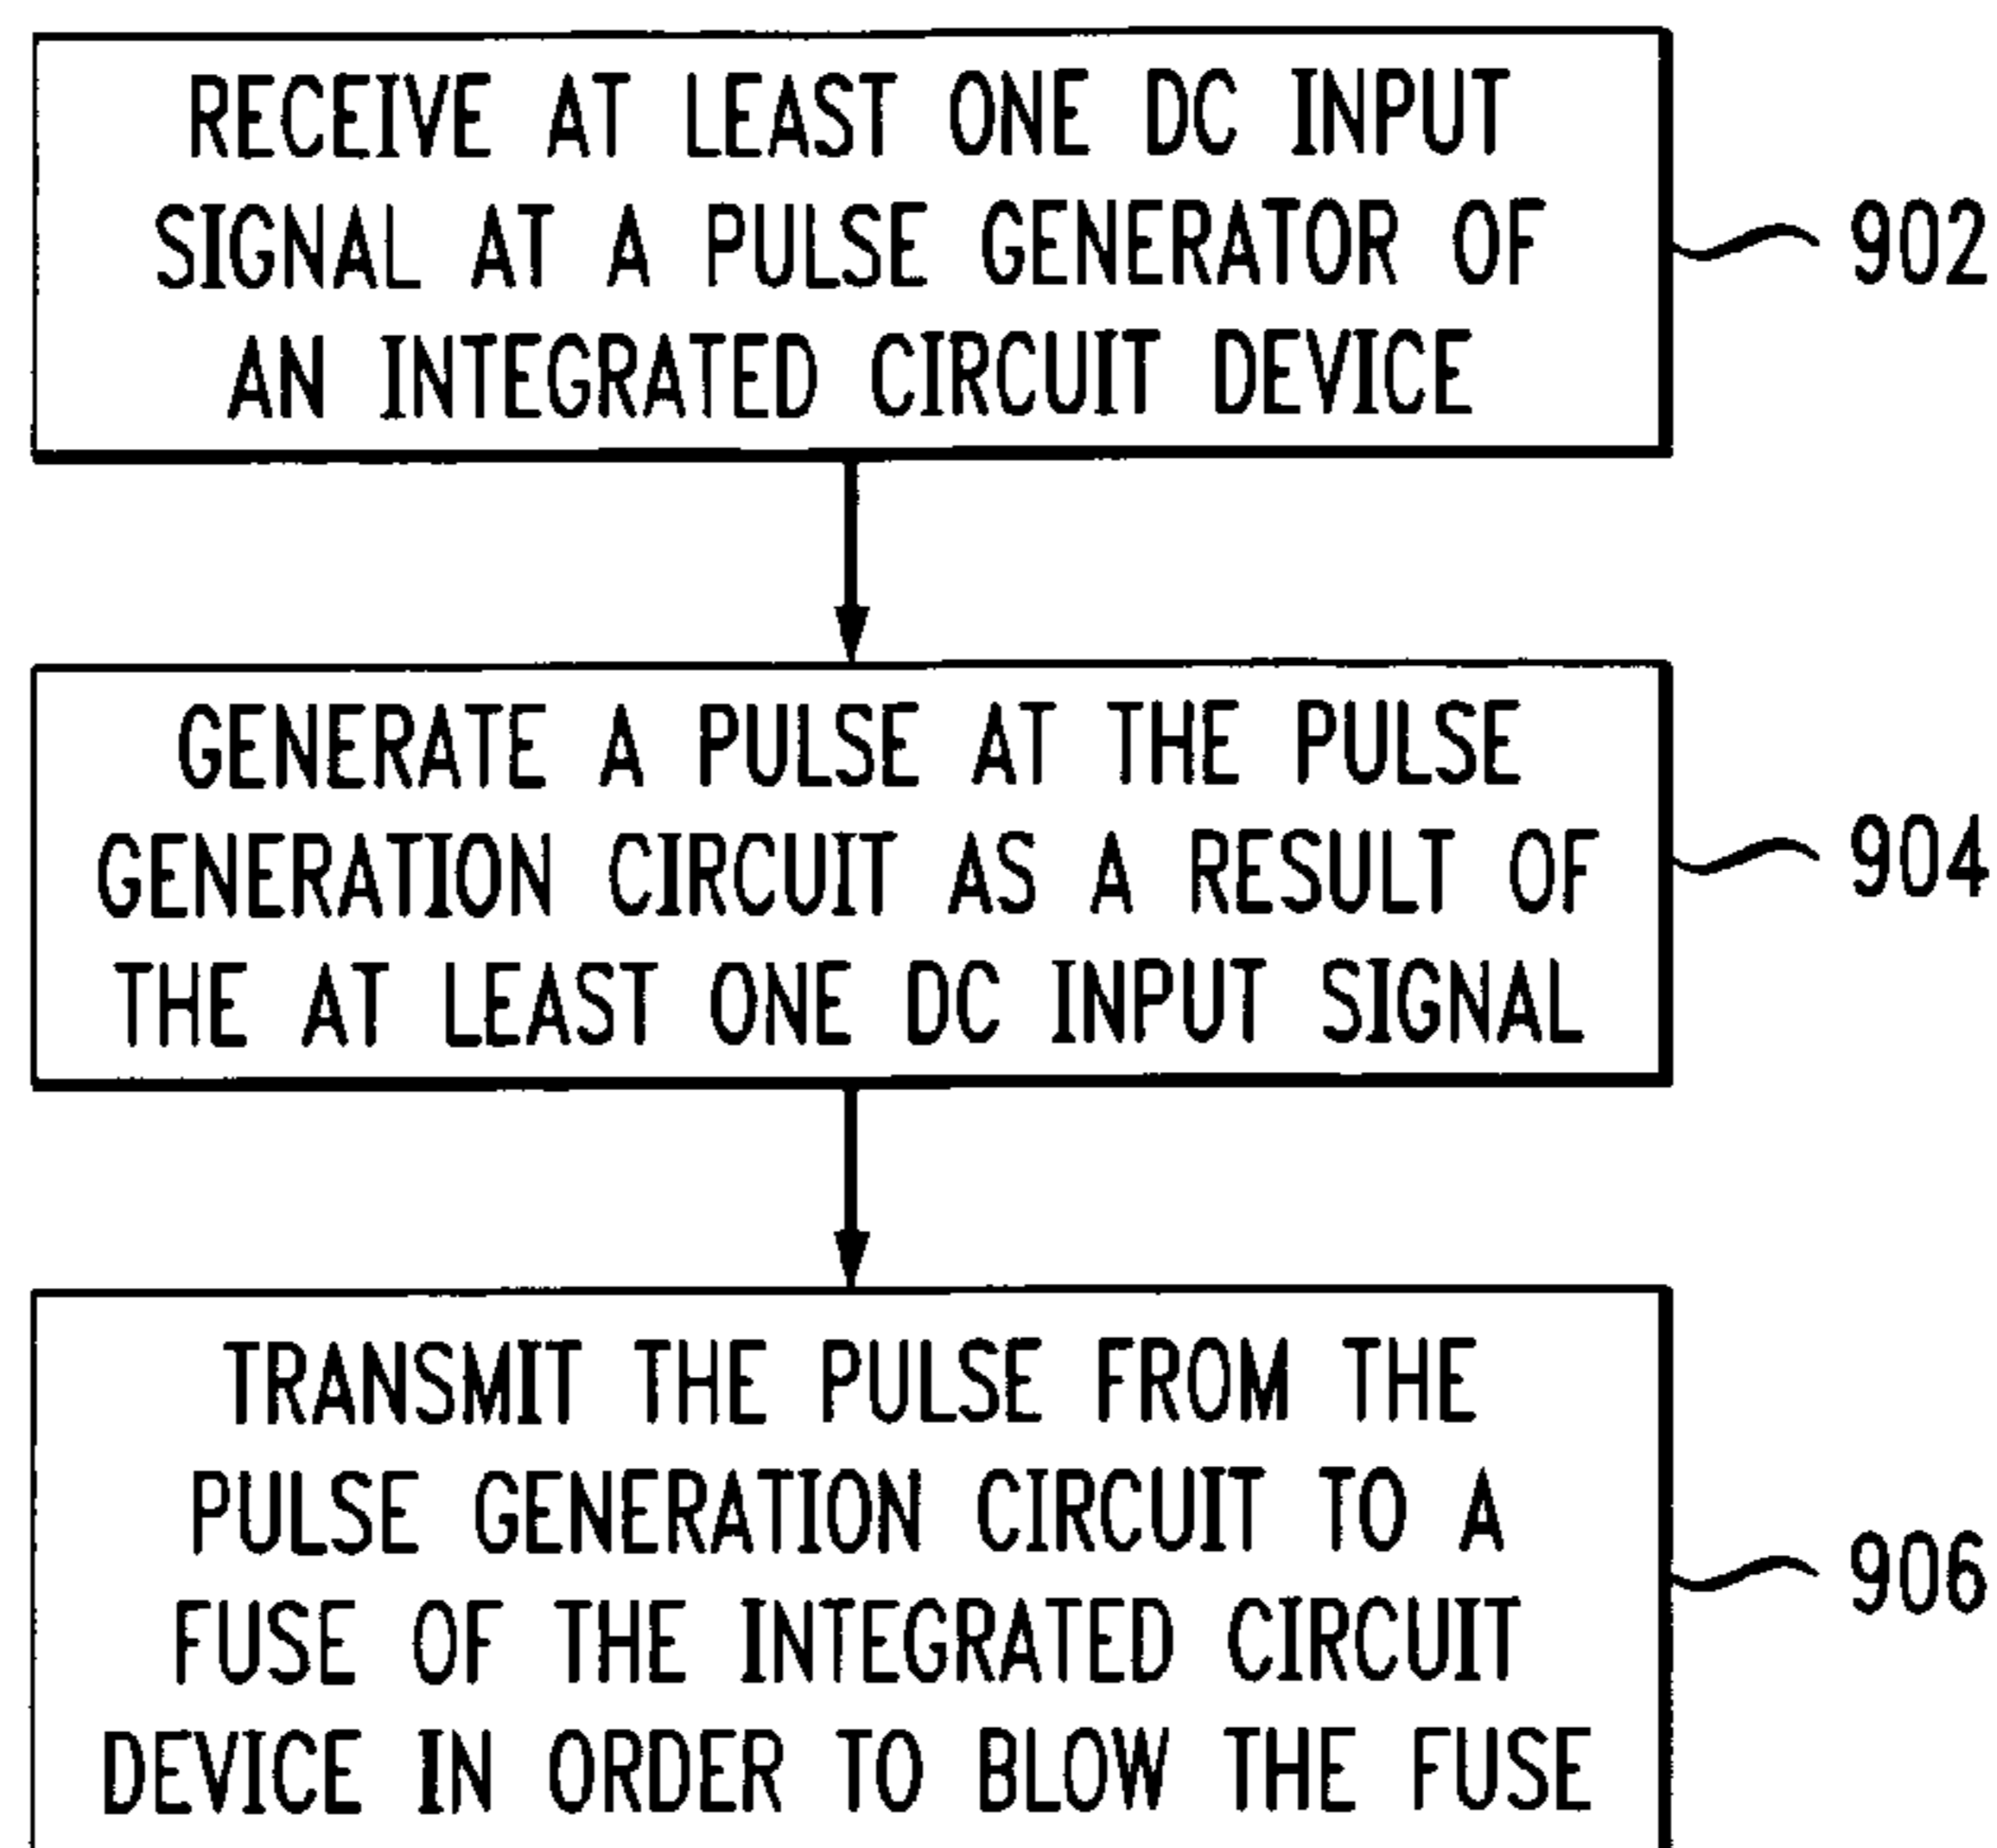 RECEIVE AT LEAST ONE DC INPUT
SIGNAL AT A PULSE GENERATOR OF
AN INTEGRATED CIRCUIT DEVICE
902
GENERATE A PULSE AT THE PULSE
GENERATION CIRCUIT AS A RESULT OF
THE AT LEAST ONE DC INPUT SIGNAL
904
TRANSMIT THE PULSE FROM THE
PULSE GENERATION CIRCUIT TO A
FUSE OF THE INTEGRATED CIRCUIT
DEVICE IN ORDER TO BLOW THE FUSE
906